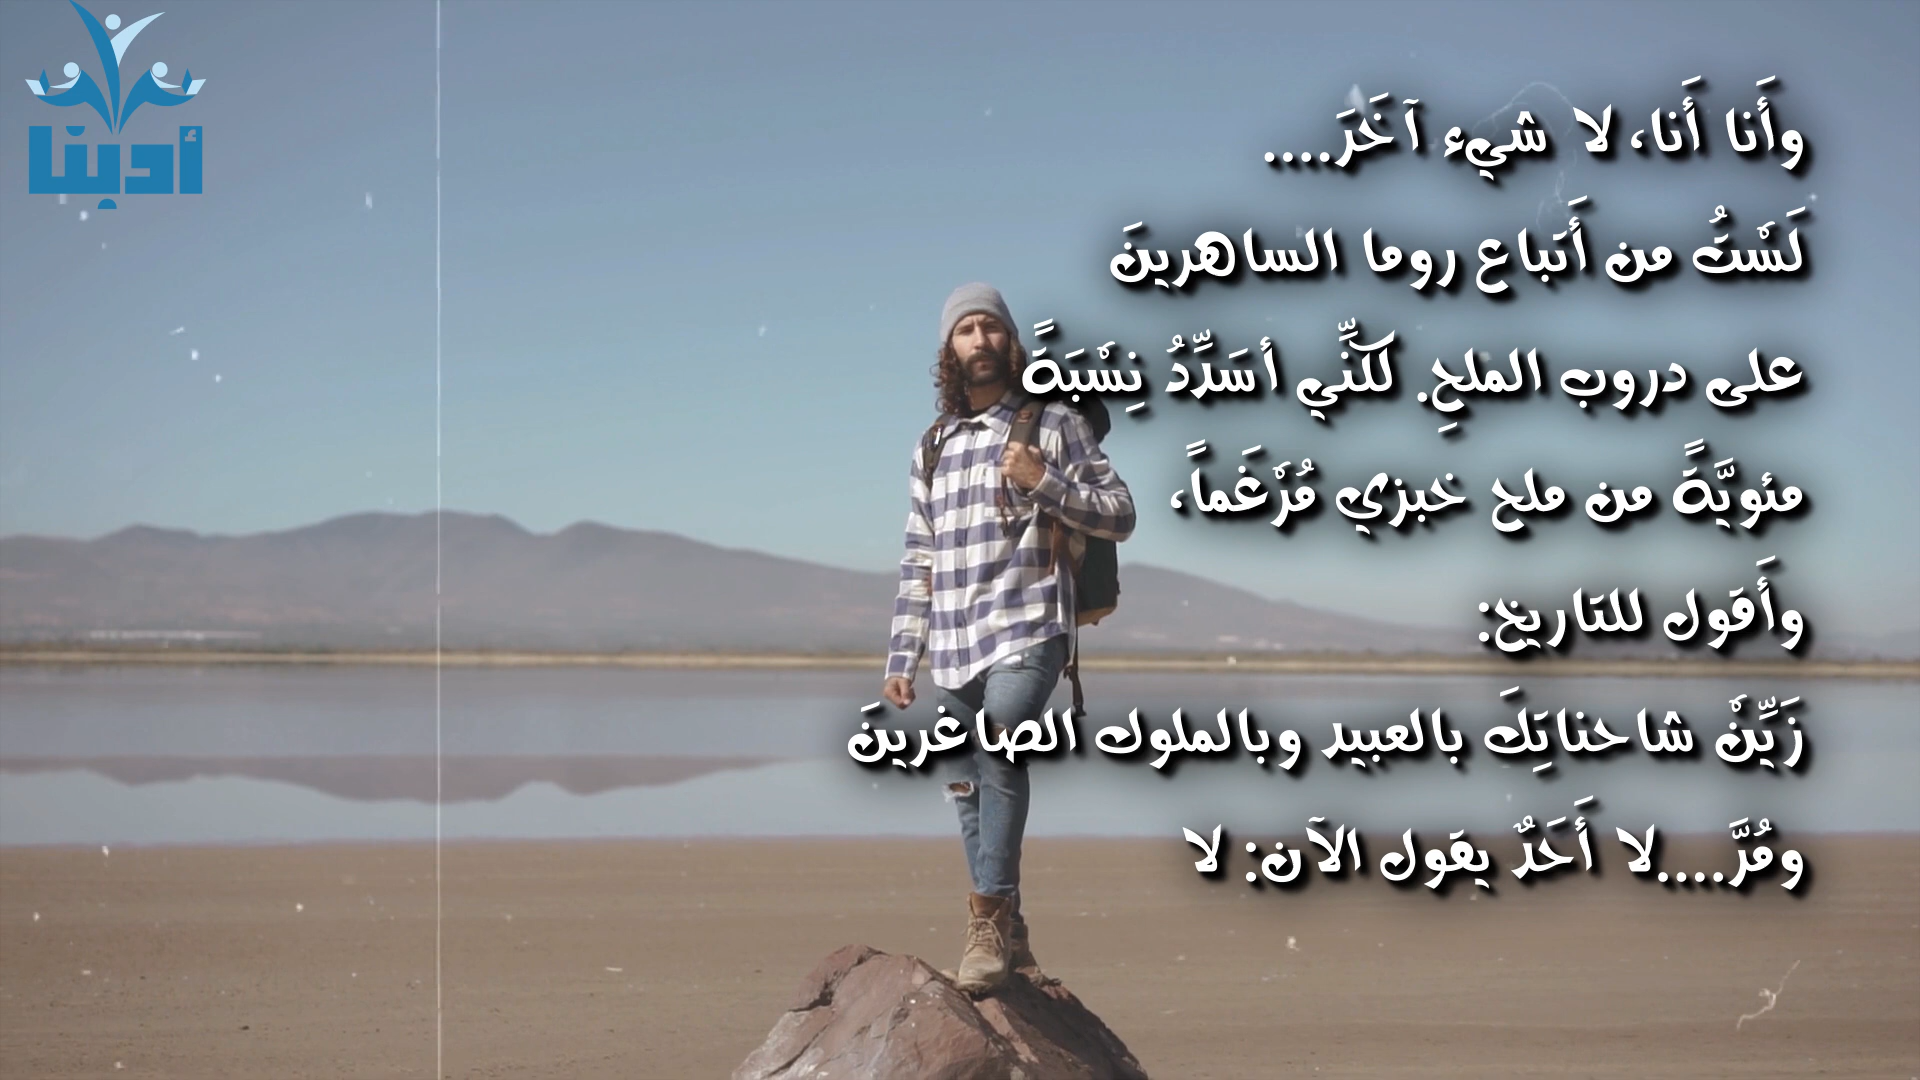 أدبنا
وأَنا أَنا، لا شيء آخَرَ....
لَسْتُ من أَتباع روما الساهرينَ
على دروب الملحِ. لكنِّي أسَدِّدُ نِسْبَةً
مئويَّةً من ملح خبزي مُرْغَماً،
وأَقول للتاريخ:
زَيِّنْ شاحناتِكَ بالعبيد وبالملوك الصاغرينَ
ومُرَّ....لا أَحَدٌ يقول الآن: لا